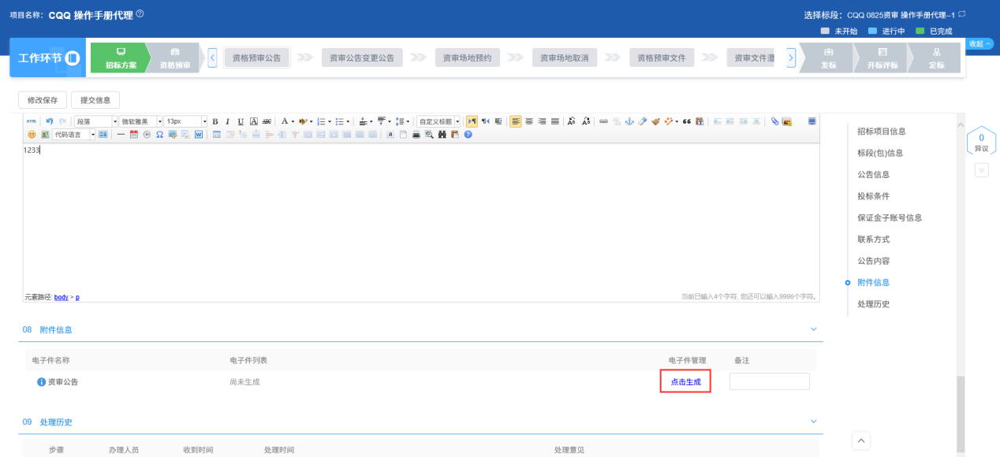 项目名称: CQQ 操作手册代理
选择标段: CQQ 0825资审 操作手册代理--1
未开始 进行中 已完成
收起
工作环节
招标方案
资格预审
资格预审公告
资审公告变更公告
资审场地预约
资审场地取消
资格预审文件
资审文件澄
发标
开标评标
定标
修改保存 提交信息
HTML 段落 微软雅黑 13px B I U A ABC A 自定义标题
代码语言
1233
元素路径: body > p
当前已输入4个字符, 您还可以输入9996个字符。
招标项目信息
标段(包)信息
公告信息
投标条件
保证金子账号信息
联系方式
公告内容
附件信息
处理历史
0
异议
08 附件信息
电子件名称 电子件列表 电子件管理 备注
资审公告 尚未生成 点击生成
09 处理历史
步骤 办理人员 收到时间 处理时间 处理意见